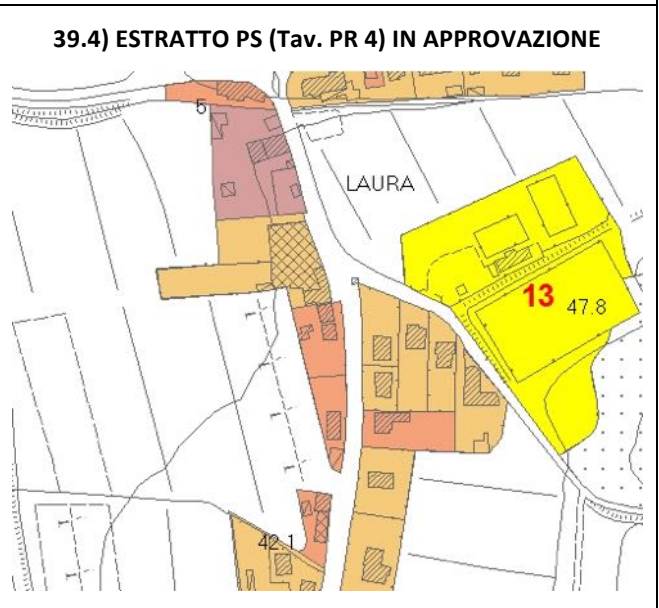 39.4) ESTRATTO PS (Tav. PR 4) IN APPROVAZIONE
5
LAURA
13 47.8
42.1